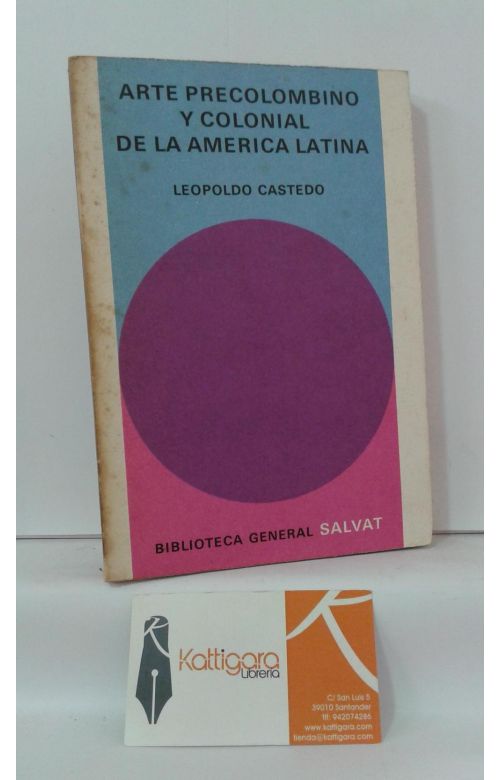 ARTE PRECOLOMBINO
Y COLONIAL
DE LA AMERICA LATINA
LEOPOLDO CASTEDO
BIBLIOTECA GENERAL SALVAT
Kattigara
Librería
C/ San Luis 5
39010 Santander
tlf: 942074286
www.kattigara.com
tienda@kattigara.com